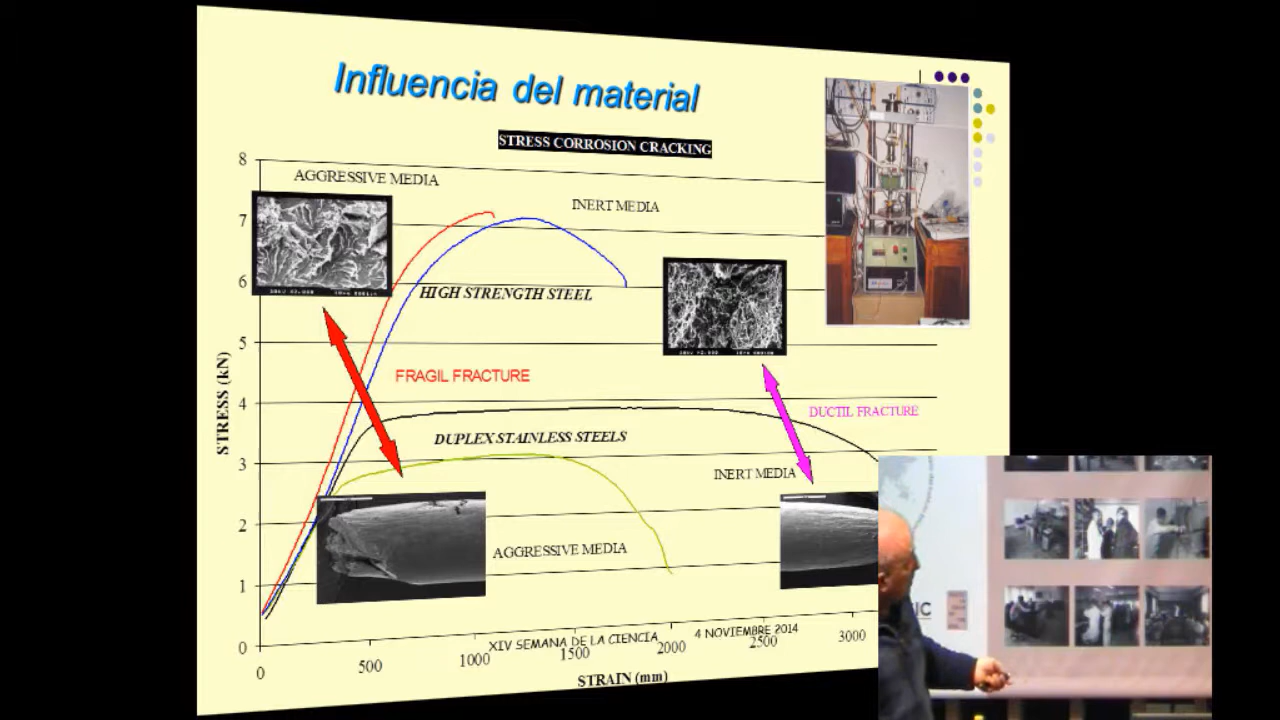 Influencia del material
STRESS CORROSION CRACKING
8
AGGRESSIVE MEDIA
INERT MEDIA
7
6
HIGH STRENGTH STEEL
5
FRAGIL FRACTURE
4
DUCTIL FRACTURE
STRESS (kN)
DUPLEX STAINLESS STEELS
3
INERT MEDIA
2
AGGRESSIVE MEDIA
1
XIV SEMANA DE LA CIENCIA
4 NOVIEMBRE 2014
0
0 500 1000 1500 2000 2500 3000
STRAIN (mm)